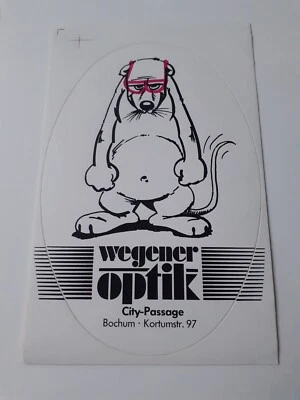 wegener
optik
City-Passage
Bochum · Kortumstr. 97